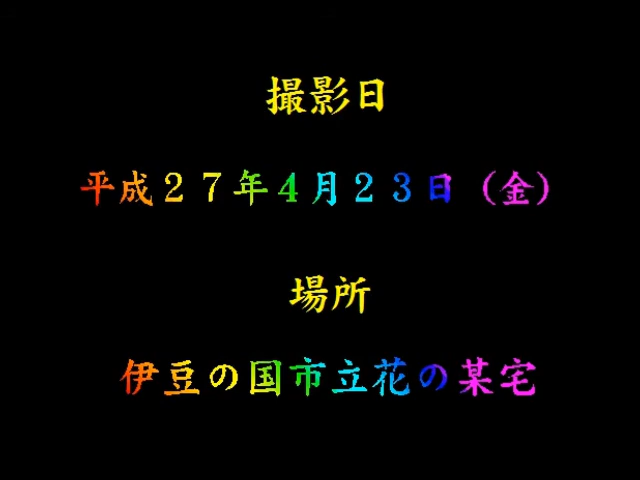 撮影日
平成２７年４月２３日（金）
場所
伊豆の国市立花の某宅